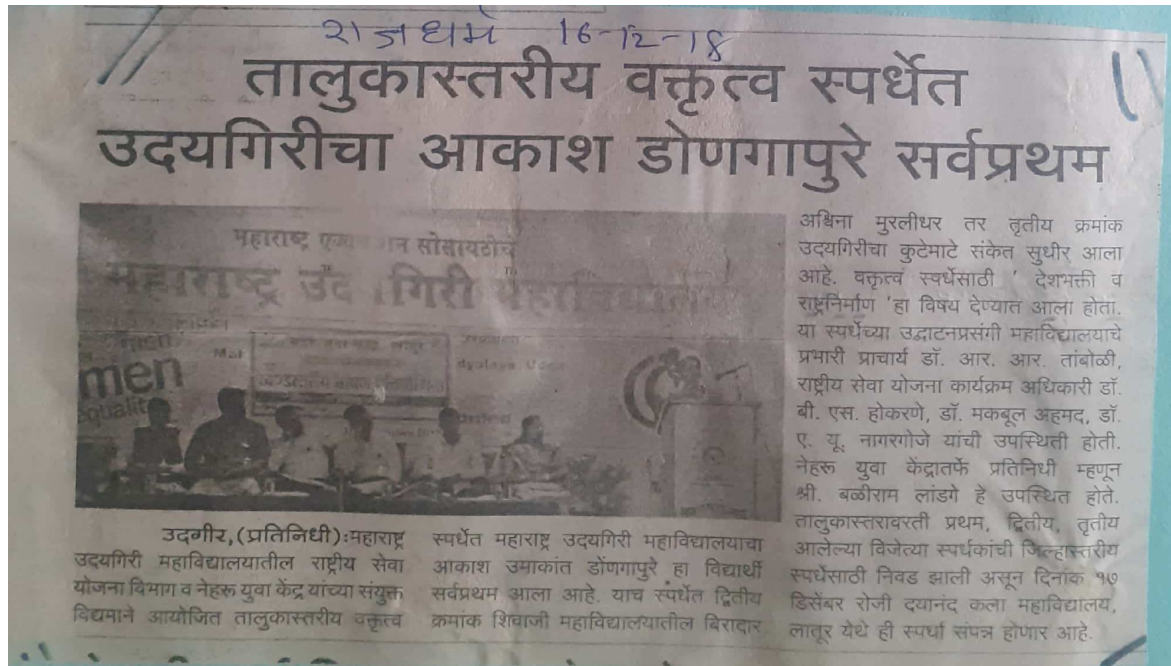 राजधर्म 16-12-18
तालुकास्तरीय वक्तृत्व स्पर्धेत
उदयगिरीचा आकाश डोणगापुरे सर्वप्रथम
महाराष्ट्र सोसायटीचे
महाराष्ट्र उद गिरी महाविद्यालय
men
equality
उदगीर,(प्रतिनिधी):महाराष्ट्र
उदयगिरी महाविद्यालयातील राष्ट्रीय सेवा
योजना विभाग व नेहरू युवा केंद्र यांच्या संयुक्त
विद्यमाने आयोजित तालुकास्तरीय वक्तृत्व
स्पर्धेत महाराष्ट्र उदयगिरी महाविद्यालयाचा
आकाश उमाकांत डोंणगापुरे हा विद्यार्थी
सर्वप्रथम आला आहे. याच स्पर्धेत द्वितीय
क्रमांक शिवाजी महाविद्यालयातील बिरादार
अश्विना मुरलीधर तर तृतीय क्रमांक
उदयगिरीचा कुटेमाटे संकेत सुधीर आला
आहे. वक्तृत्व स्वर्धेसाठी ' देशभक्ती व
राष्ट्रनिर्माण 'हा विषय देण्यात आला होता.
या स्पर्धेच्या उद्घाटनप्रसंगी महाविद्यालयाचे
प्रभारी प्राचार्य डॉ. आर. आर. तांबोळी,
राष्ट्रीय सेवा योजना कार्यक्रम अधिकारी डॉ.
बी. एस. होकरणे, डॉ. मकबूल अहमद, डॉ.
ए. यू. नागरगोजे यांची उपस्थिती होती.
नेहरू युवा केंद्रातर्फे प्रतिनिधी म्हणून
श्री. बळीराम लांडगे हे उपस्थित होते.
तालुकास्तरावरती प्रथम, द्वितीय, तृतीय
आलेल्या विजेत्या स्पर्धकांची जिल्हास्तरीय
स्पर्धेसाठी निवड झाली असून दिनांक १७
डिसेंबर रोजी दयानंद कला महाविद्यालय,
लातूर येथे ही स्पर्धा संपन्न होणार आहे.